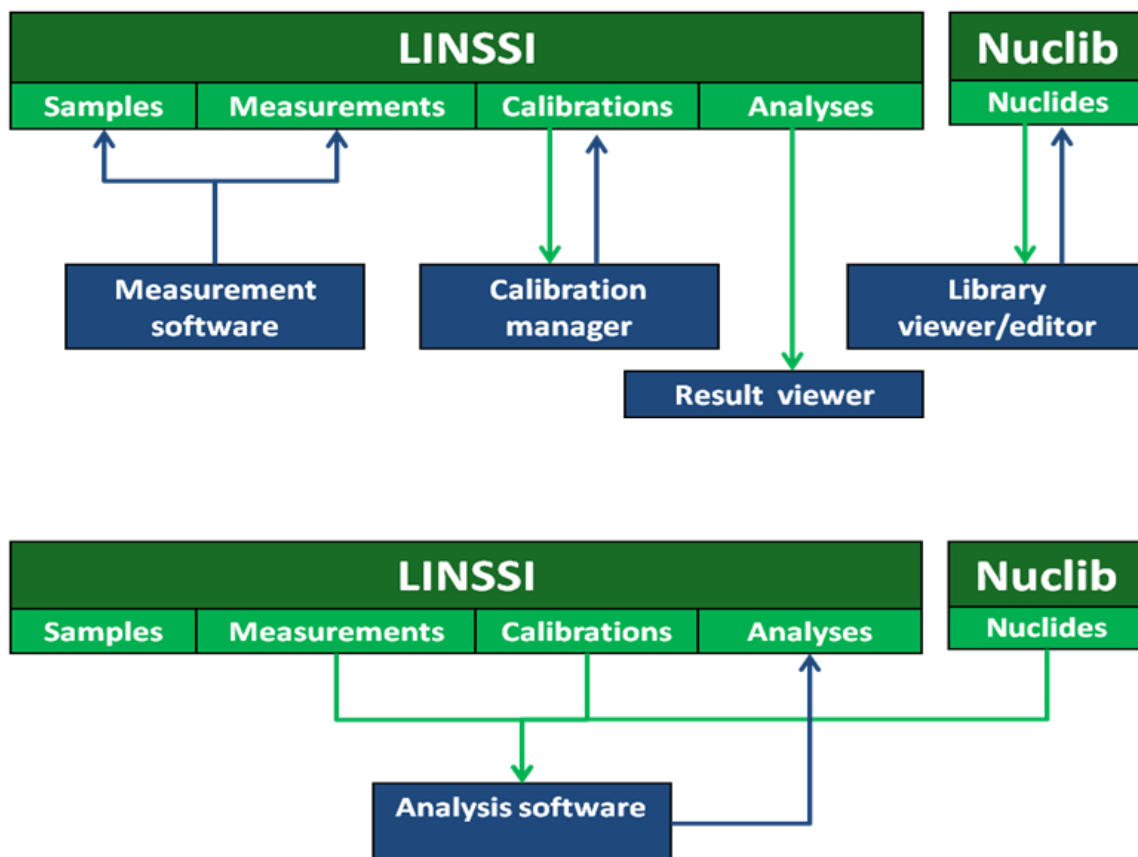 LINSSI
Nuclib
Samples
Measurements
Calibrations
Analyses
Nuclides
Measurement
software
Calibration
manager
Library
viewer/editor
Result viewer
LINSSI
Nuclib
Samples
Measurements
Calibrations
Analyses
Nuclides
Analysis software